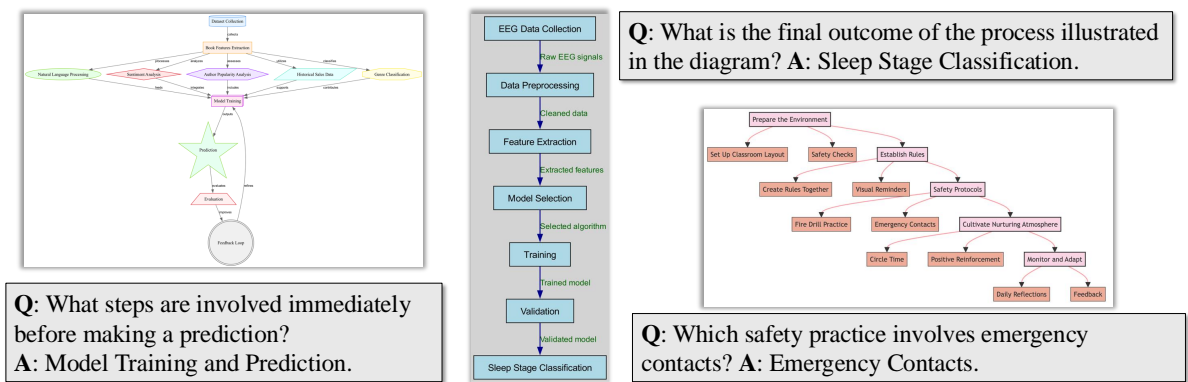 Dataset Collection
collects
Book Features Extraction
processes
analyzes
measures
utilizes
classifies
Natural Language Processing
Sentiment Analysis
Author Popularity Analysis
Historical Sales Data
Genre Classification
feeds
integrates
includes
supports
contributes
Model Training
outputs
Prediction
evaluates
refines
Evaluation
improves
Feedback Loop
Q: What steps are involved immediately
before making a prediction?
A: Model Training and Prediction.
EEG Data Collection
Raw EEG signals
Data Preprocessing
Cleaned data
Feature Extraction
Extracted features
Model Selection
Selected algorithm
Training
Trained model
Validation
Validated model
Sleep Stage Classification
Q: What is the final outcome of the process illustrated
in the diagram? A: Sleep Stage Classification.
Prepare the Environment
Set Up Classroom Layout
Safety Checks
Establish Rules
Create Rules Together
Visual Reminders
Safety Protocols
Fire Drill Practice
Emergency Contacts
Cultivate Nurturing Atmosphere
Circle Time
Positive Reinforcement
Monitor and Adapt
Daily Reflections
Feedback
Q: Which safety practice involves emergency
contacts? A: Emergency Contacts.